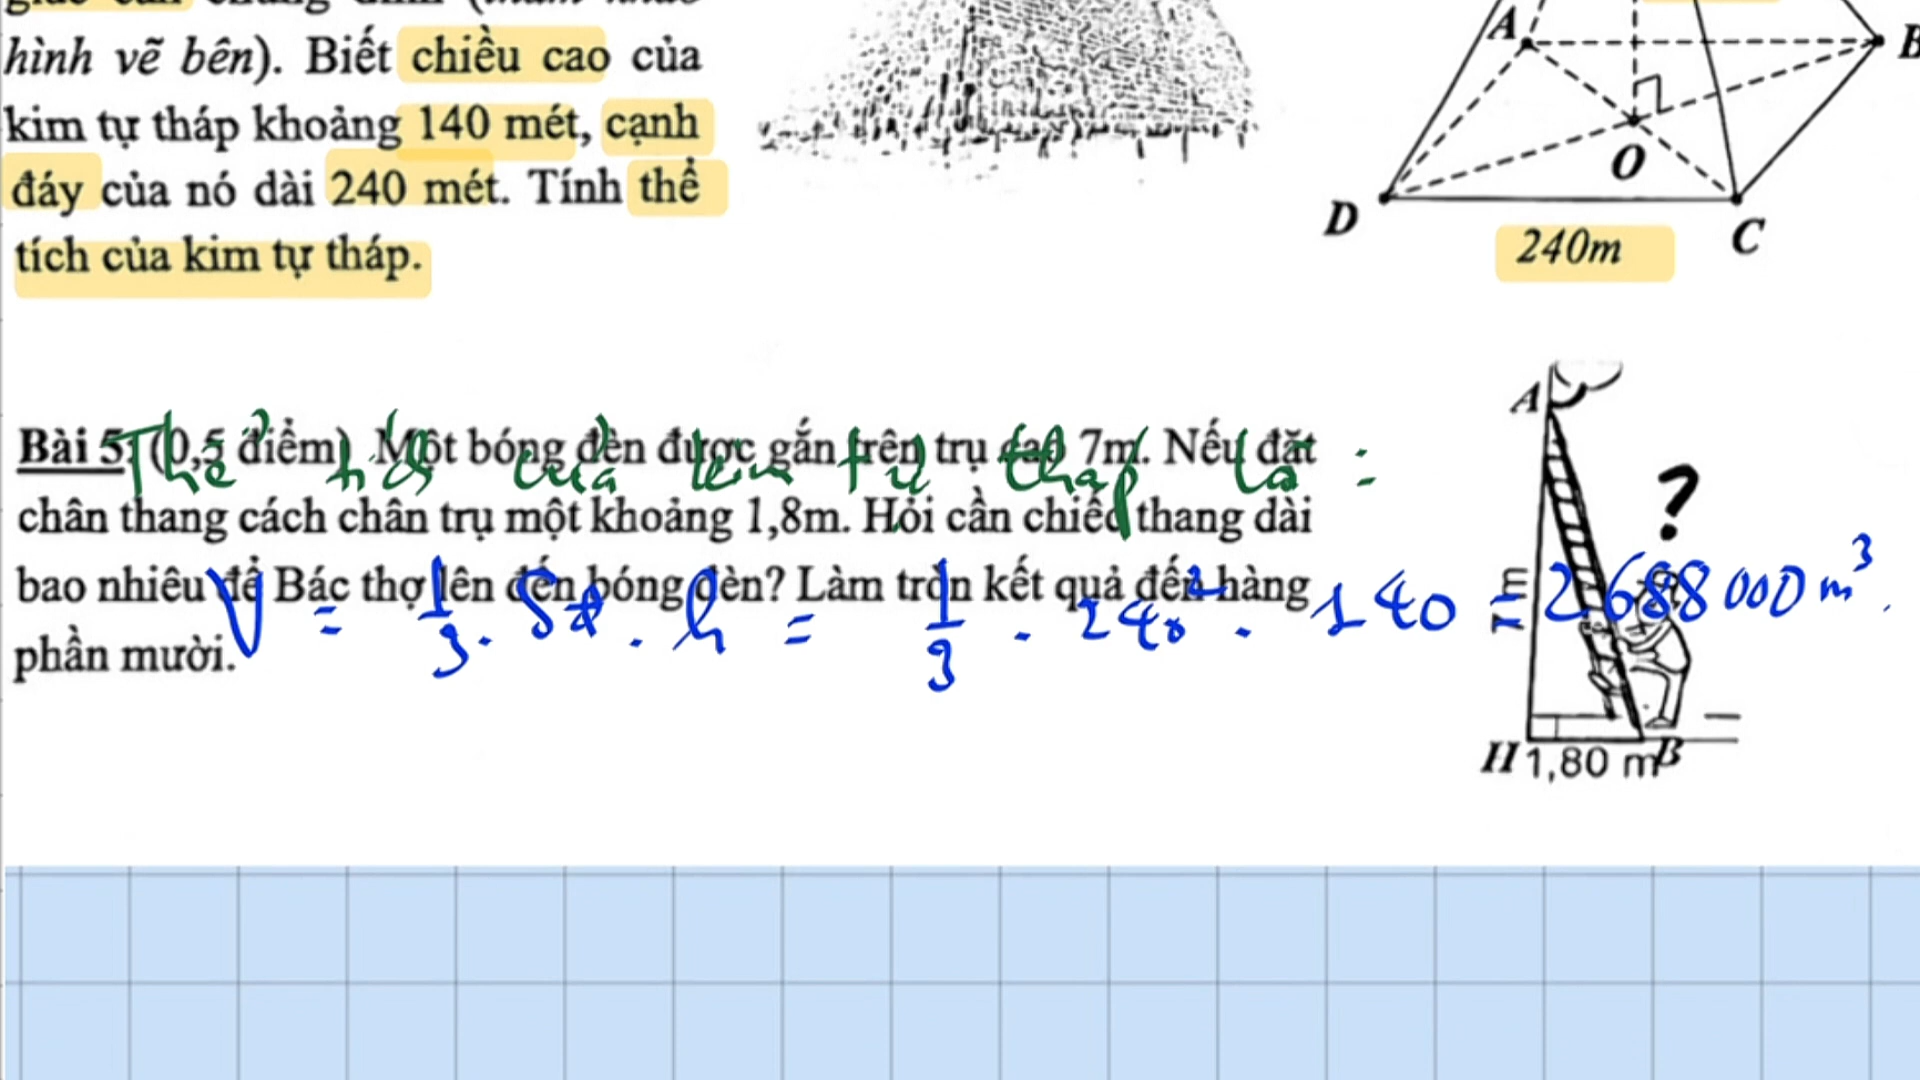 hình vẽ bên). Biết chiều cao của
kim tự tháp khoảng 140 mét, cạnh
đáy của nó dài 240 mét. Tính thể
tích của kim tự tháp.
A
B
O
D
C
240m
Bài 5: (0,5 điểm) Một bóng đèn được gắn trên trụ cao 7m. Nếu đặt
chân thang cách chân trụ một khoảng 1,8m. Hỏi cần chiếc thang dài
bao nhiêu để Bác thợ lên đến bóng đèn? Làm tròn kết quả đến hàng
phần mười.
Thể tích của kim tự tháp là :
V = 1/3 . Sđ . h = 1/3 . 240² . 140 = 2688000 m³.
A
?
7m
H 1,80 m B